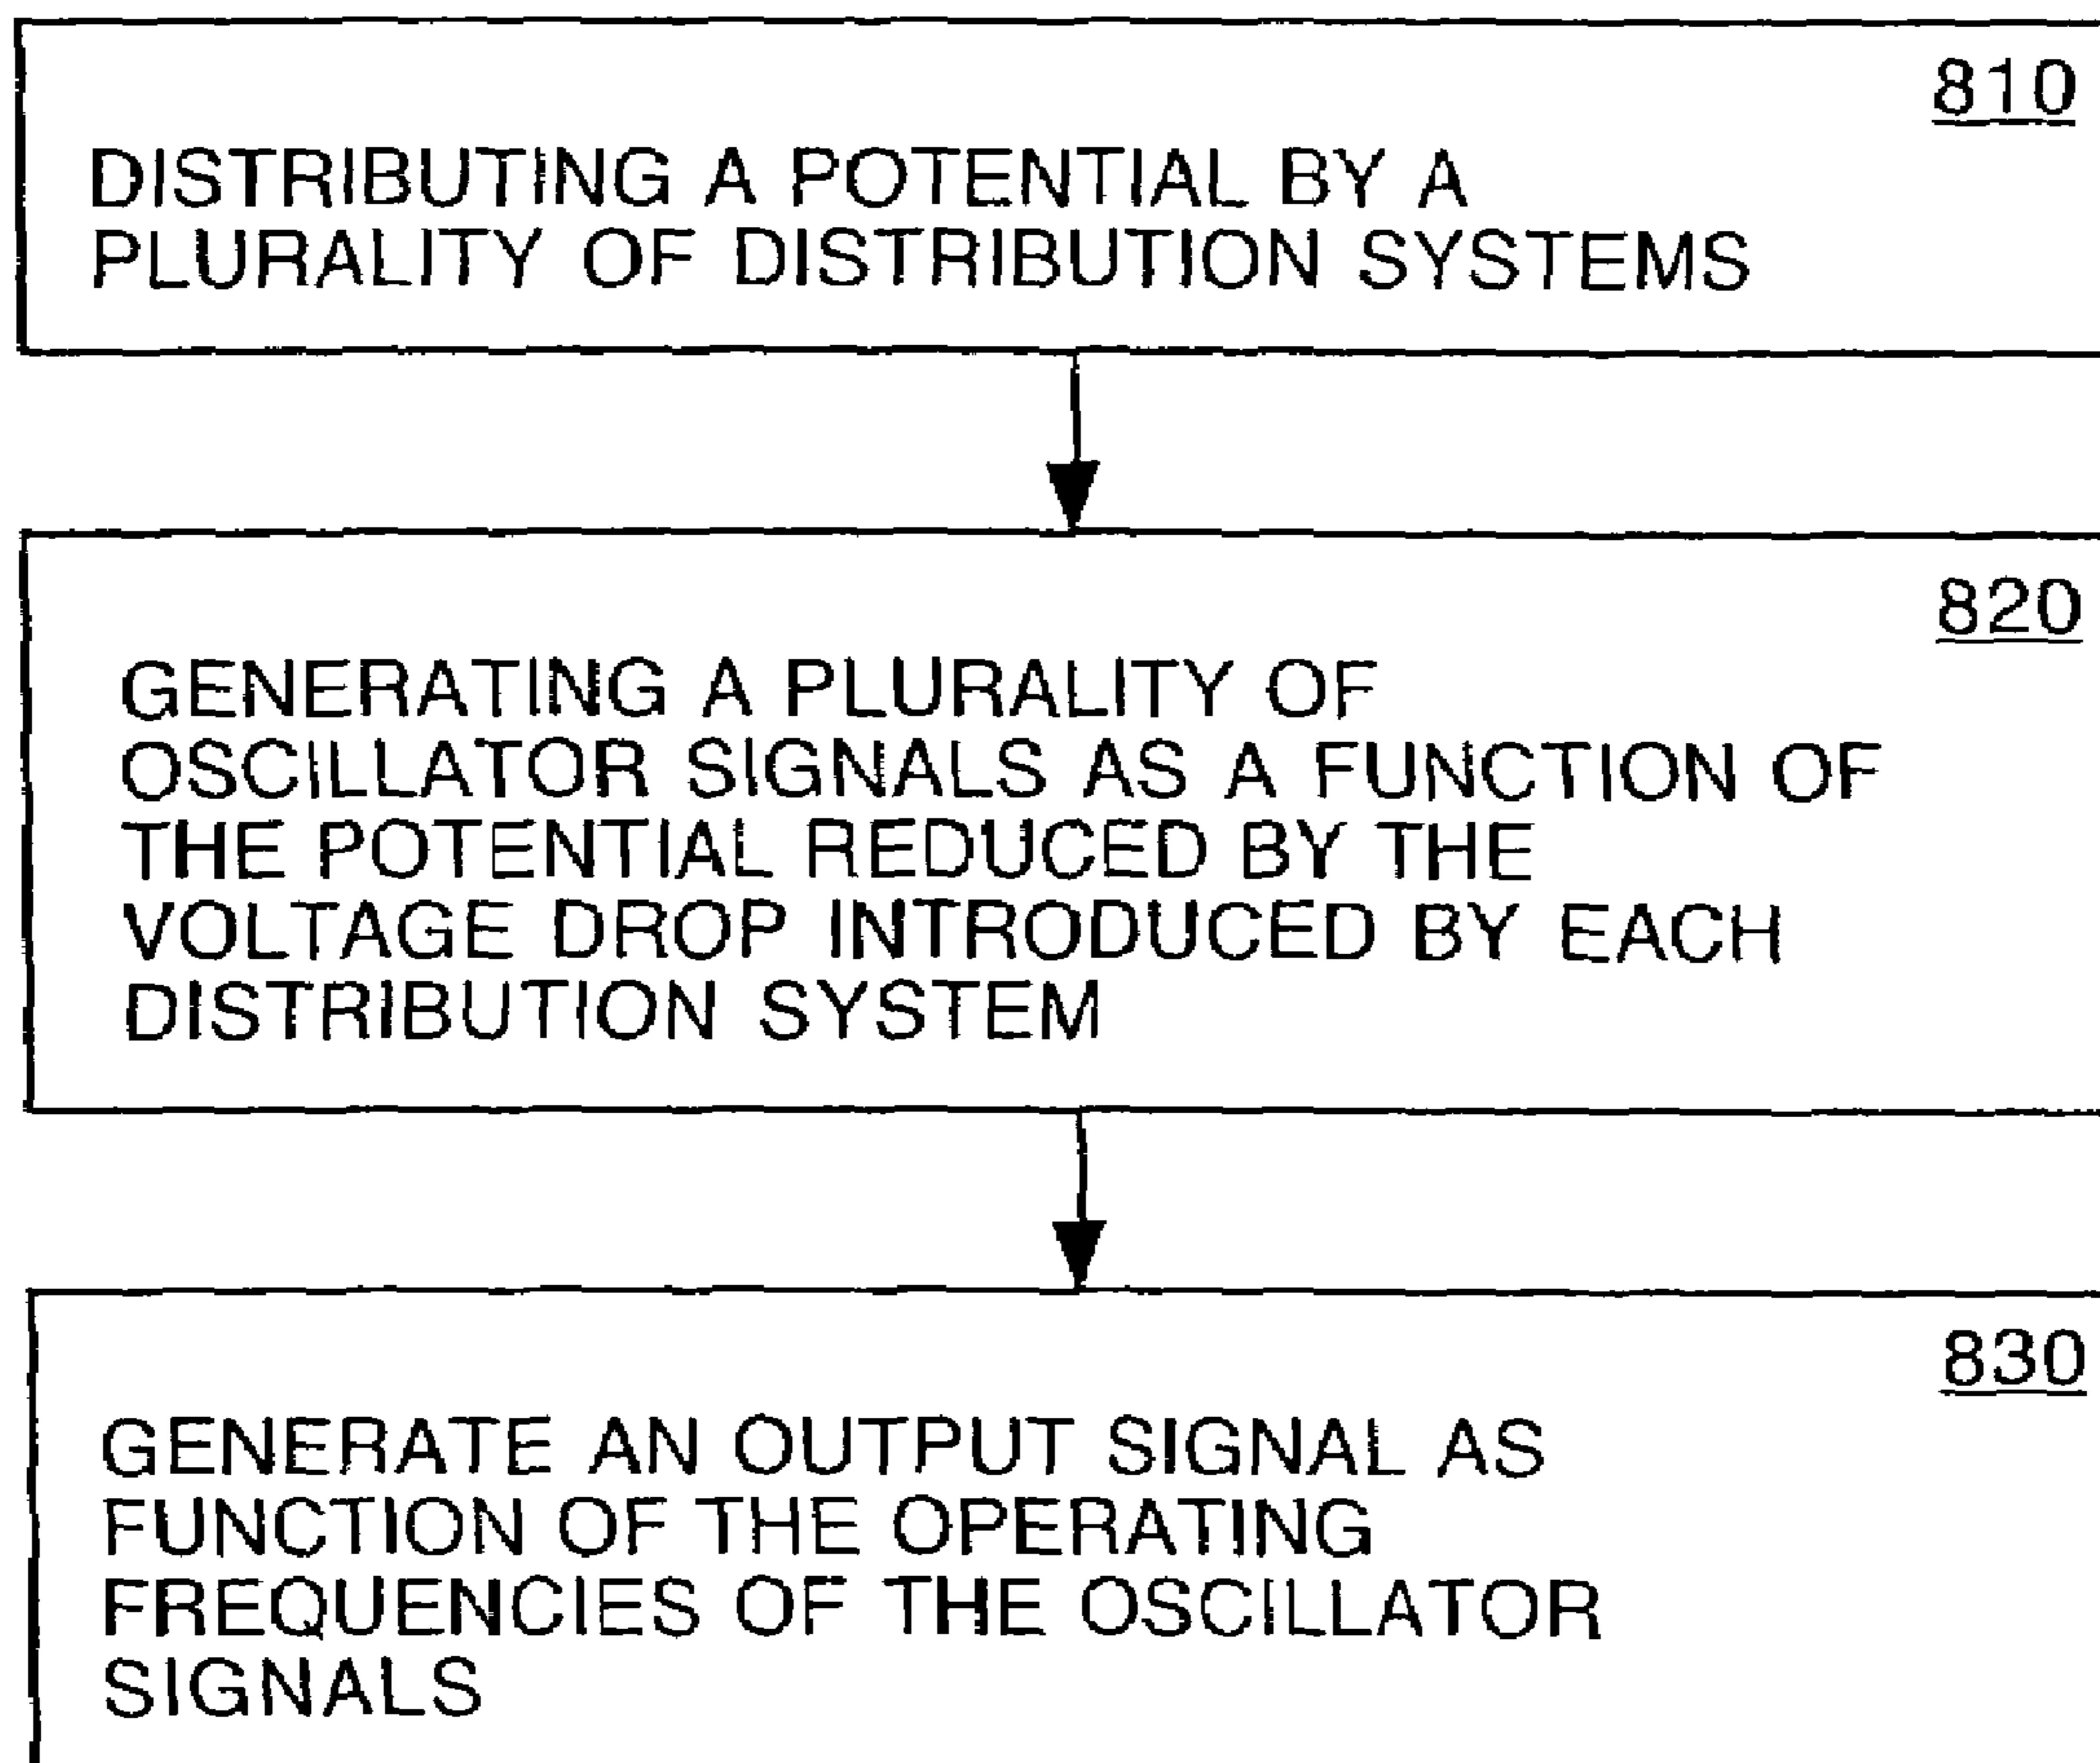 810
DISTRIBUTING A POTENTIAL BY A
PLURALITY OF DISTRIBUTION SYSTEMS
820
GENERATING A PLURALITY OF
OSCILLATOR SIGNALS AS A FUNCTION OF
THE POTENTIAL REDUCED BY THE
VOLTAGE DROP INTRODUCED BY EACH
DISTRIBUTION SYSTEM
830
GENERATE AN OUTPUT SIGNAL AS
FUNCTION OF THE OPERATING
FREQUENCIES OF THE OSCILLATOR
SIGNALS